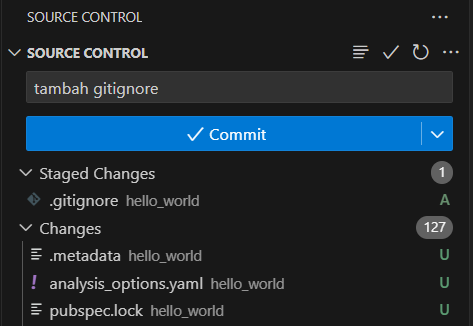 SOURCE CONTROL ...
SOURCE CONTROL ...
tambah gitignore
Commit
Staged Changes 1
.gitignore hello_world A
Changes 127
.metadata hello_world U
! analysis_options.yaml hello_world U
pubspec.lock hello_world U